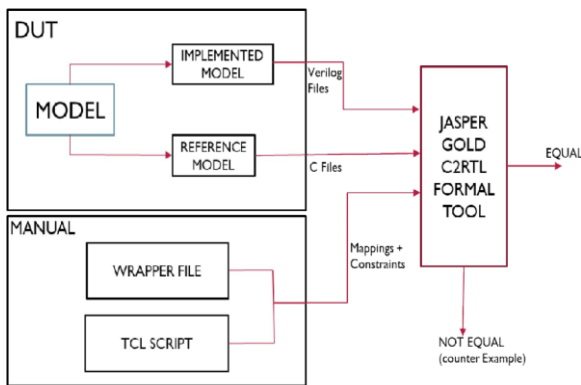 DUT
IMPLEMENTED
MODEL
MODEL
REFERENCE
MODEL
Verilog
Files
C Files
JASPER
GOLD
C2RTL
FORMAL
TOOL
EQUAL
MANUAL
WRAPPER FILE
TCL SCRIPT
Mappings +
Constraints
NOT EQUAL
(counter Example)